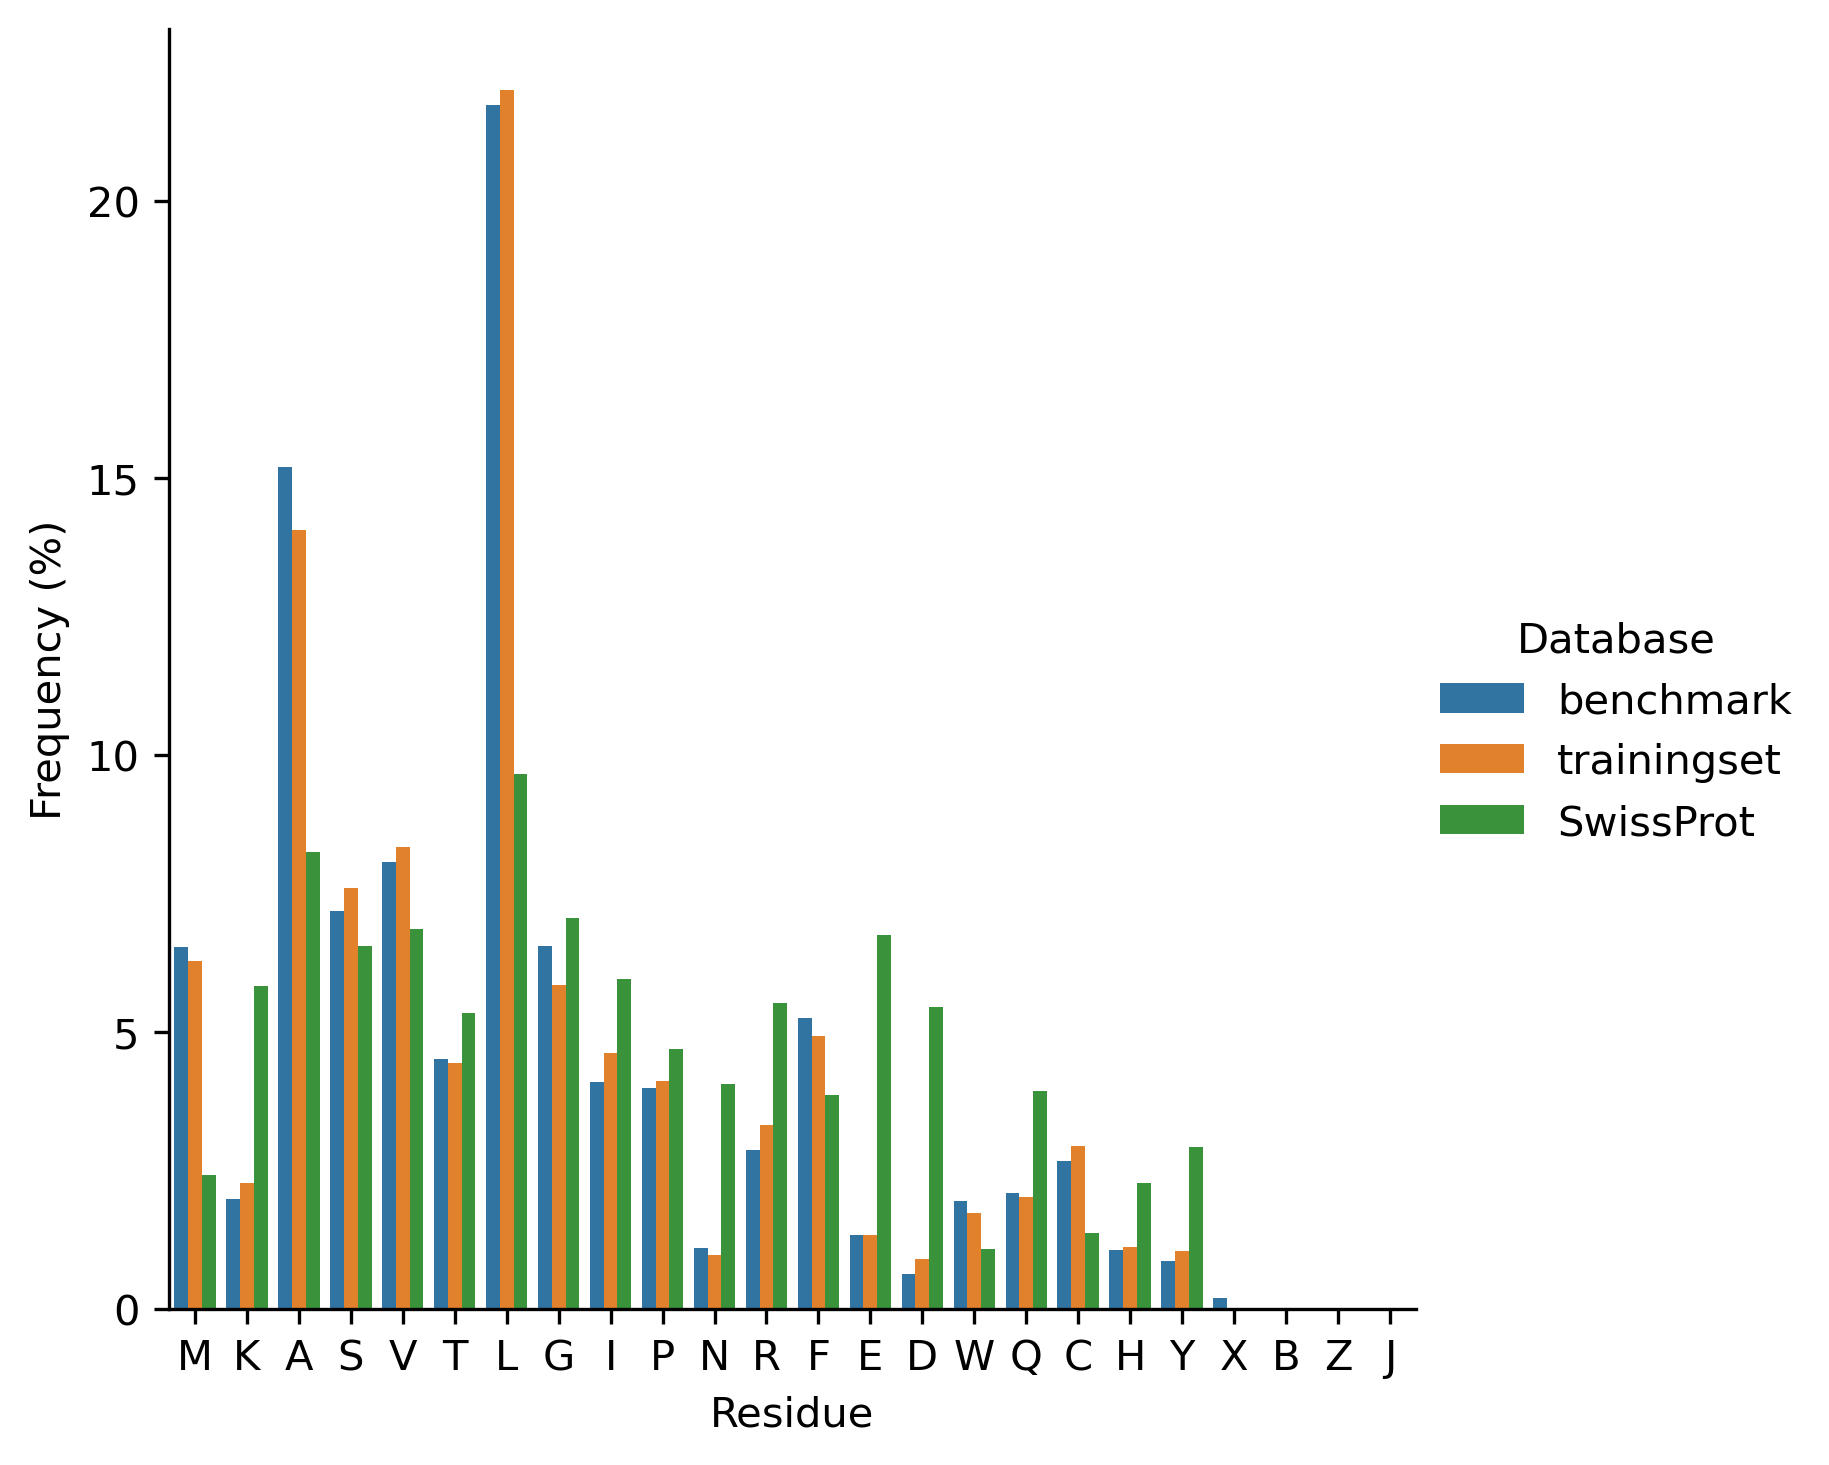 20
15
10
5
0
Frequency (%)
M K A S V T L G I P N R F E D W Q C H Y X B Z J
Residue
Database
benchmark
trainingset
SwissProt